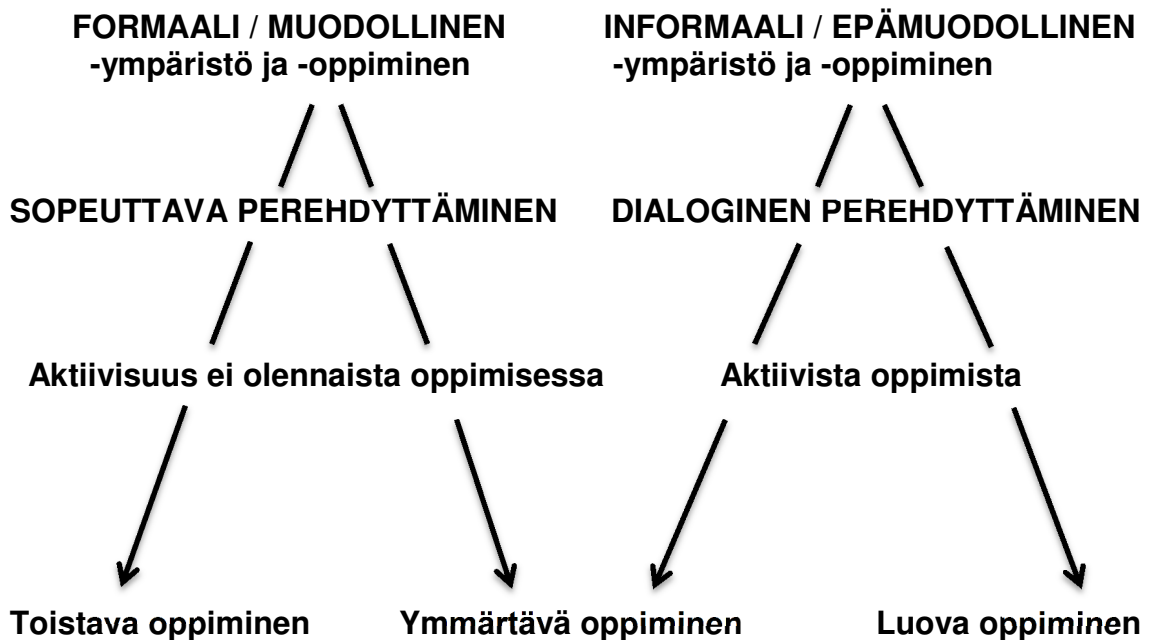 FORMAALI / MUODOLLINEN
-ympäristö ja -oppiminen
INFORMAALI / EPÄMUODOLLINEN
-ympäristö ja -oppiminen
SOPEUTTAVA PEREHDYTTÄMINEN
DIALOGINEN PEREHDYTTÄMINEN
Aktiivisuus ei olennaista oppimisessa
Aktiivista oppimista
Toistava oppiminen
Ymmärtävä oppiminen
Luova oppiminen